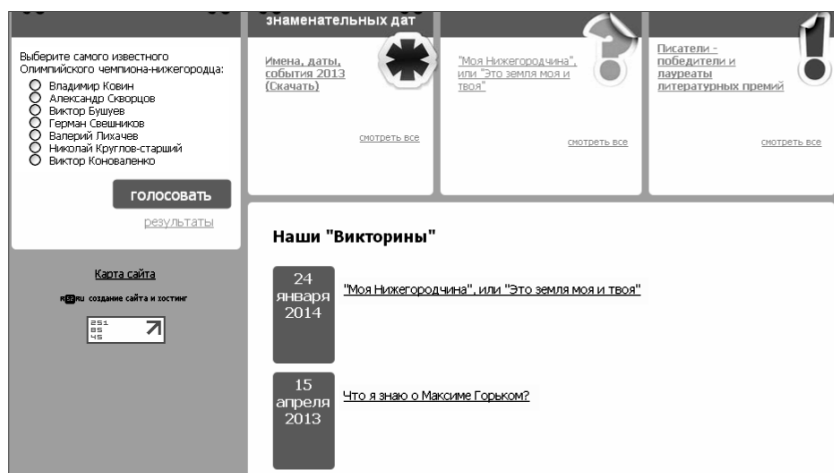 знаменательных дат
Выберите самого известного
Олимпийского чемпиона-нижегородца:
Владимир Ковин
Александр Скворцов
Виктор Бушуев
Герман Свешников
Валерий Лихачев
Николай Круглов-старший
Виктор Коноваленко
голосовать
результаты
Карта сайта
создание сайта и хостинг
251
85
45
Имена, даты,
события 2013
(Скачать)
смотреть все
"Моя Нижегородчина",
или "Это земля моя и
твоя"
смотреть все
Писатели -
победители и
лауреаты
литературных премий
смотреть все
Наши "Викторины"
24
января
2014
"Моя Нижегородчина", или "Это земля моя и твоя"
15
апреля
2013
Что я знаю о Максиме Горьком?